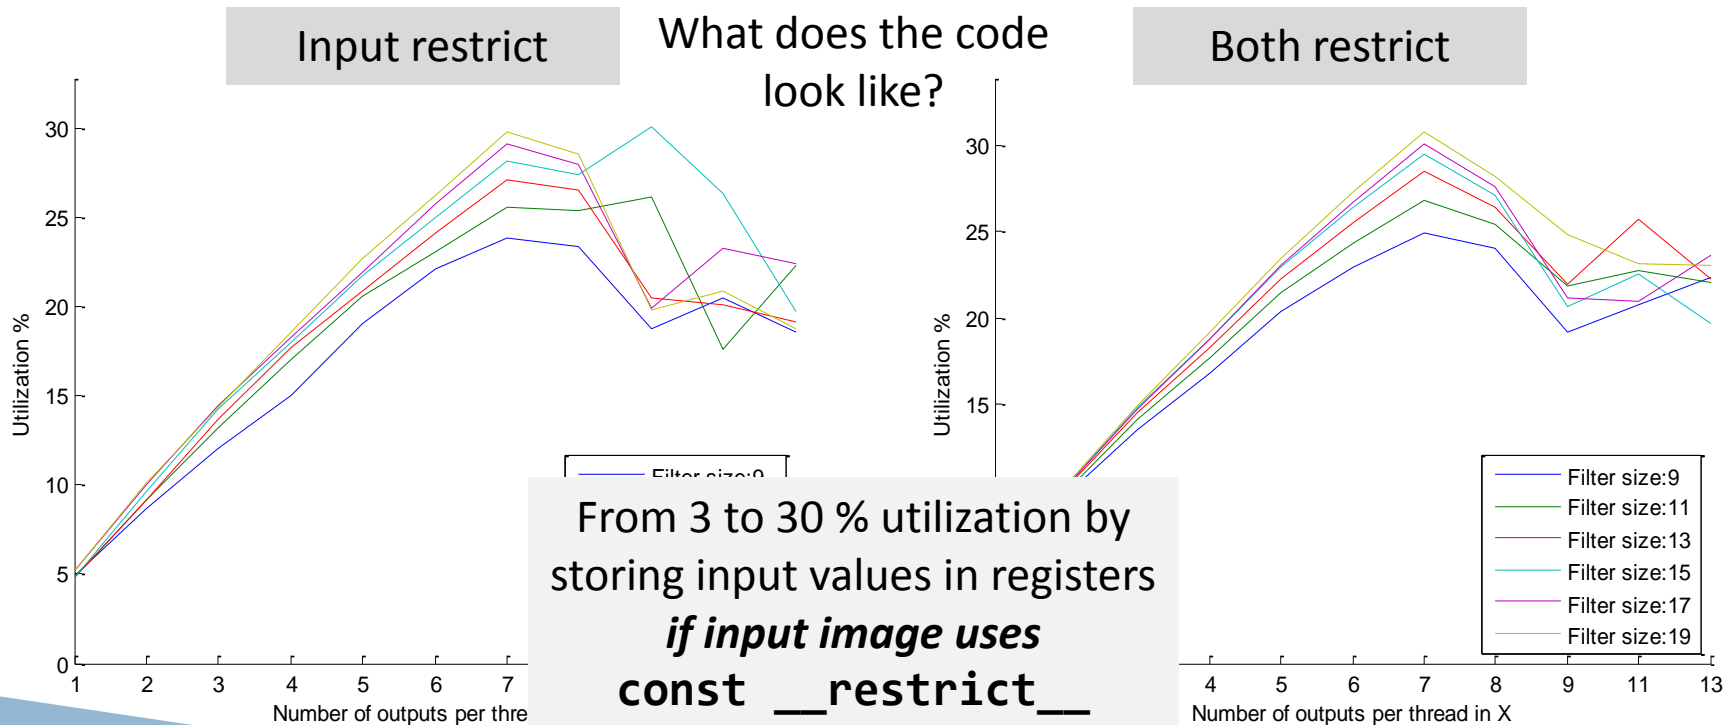 Input restrict
What does the code
look like?
Both restrict
30
25
20
15
10
5
0
Utilization %
1 2 3 4 5 6 7
Number of outputs per thre
Filter size:9
30
25
20
15
Utilization %
4 5 6 7 8 9 11 13
Number of outputs per thread in X
Filter size:9
Filter size:11
Filter size:13
Filter size:15
Filter size:17
Filter size:19
From 3 to 30 % utilization by
storing input values in registers
if input image uses
const __restrict__